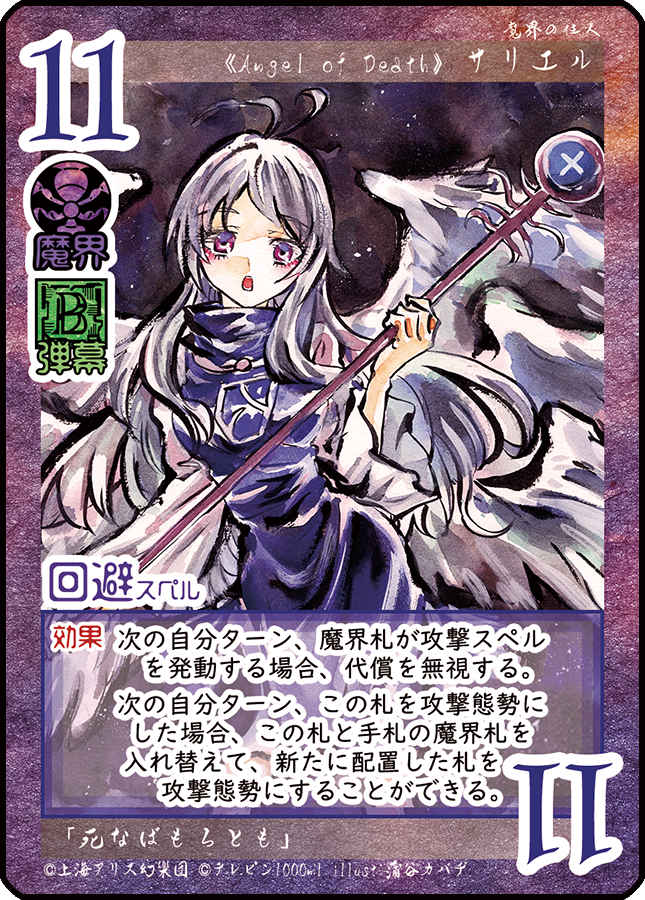 魔界の住人
《Angel of Death》 サリエル
11
魔界
B
弾幕
回避スペル
効果 次の自分ターン、魔界札が攻撃スペル
を発動する場合、代償を無視する。
次の自分ターン、この札を攻撃態勢に
した場合、この札と手札の魔界札を
入れ替えて、新たに配置した札を
攻撃態勢にすることができる。
11
「死なばもろとも」
©上海アリス幻樂団 ©テレピン1000ml illust:蒲谷カバヂ